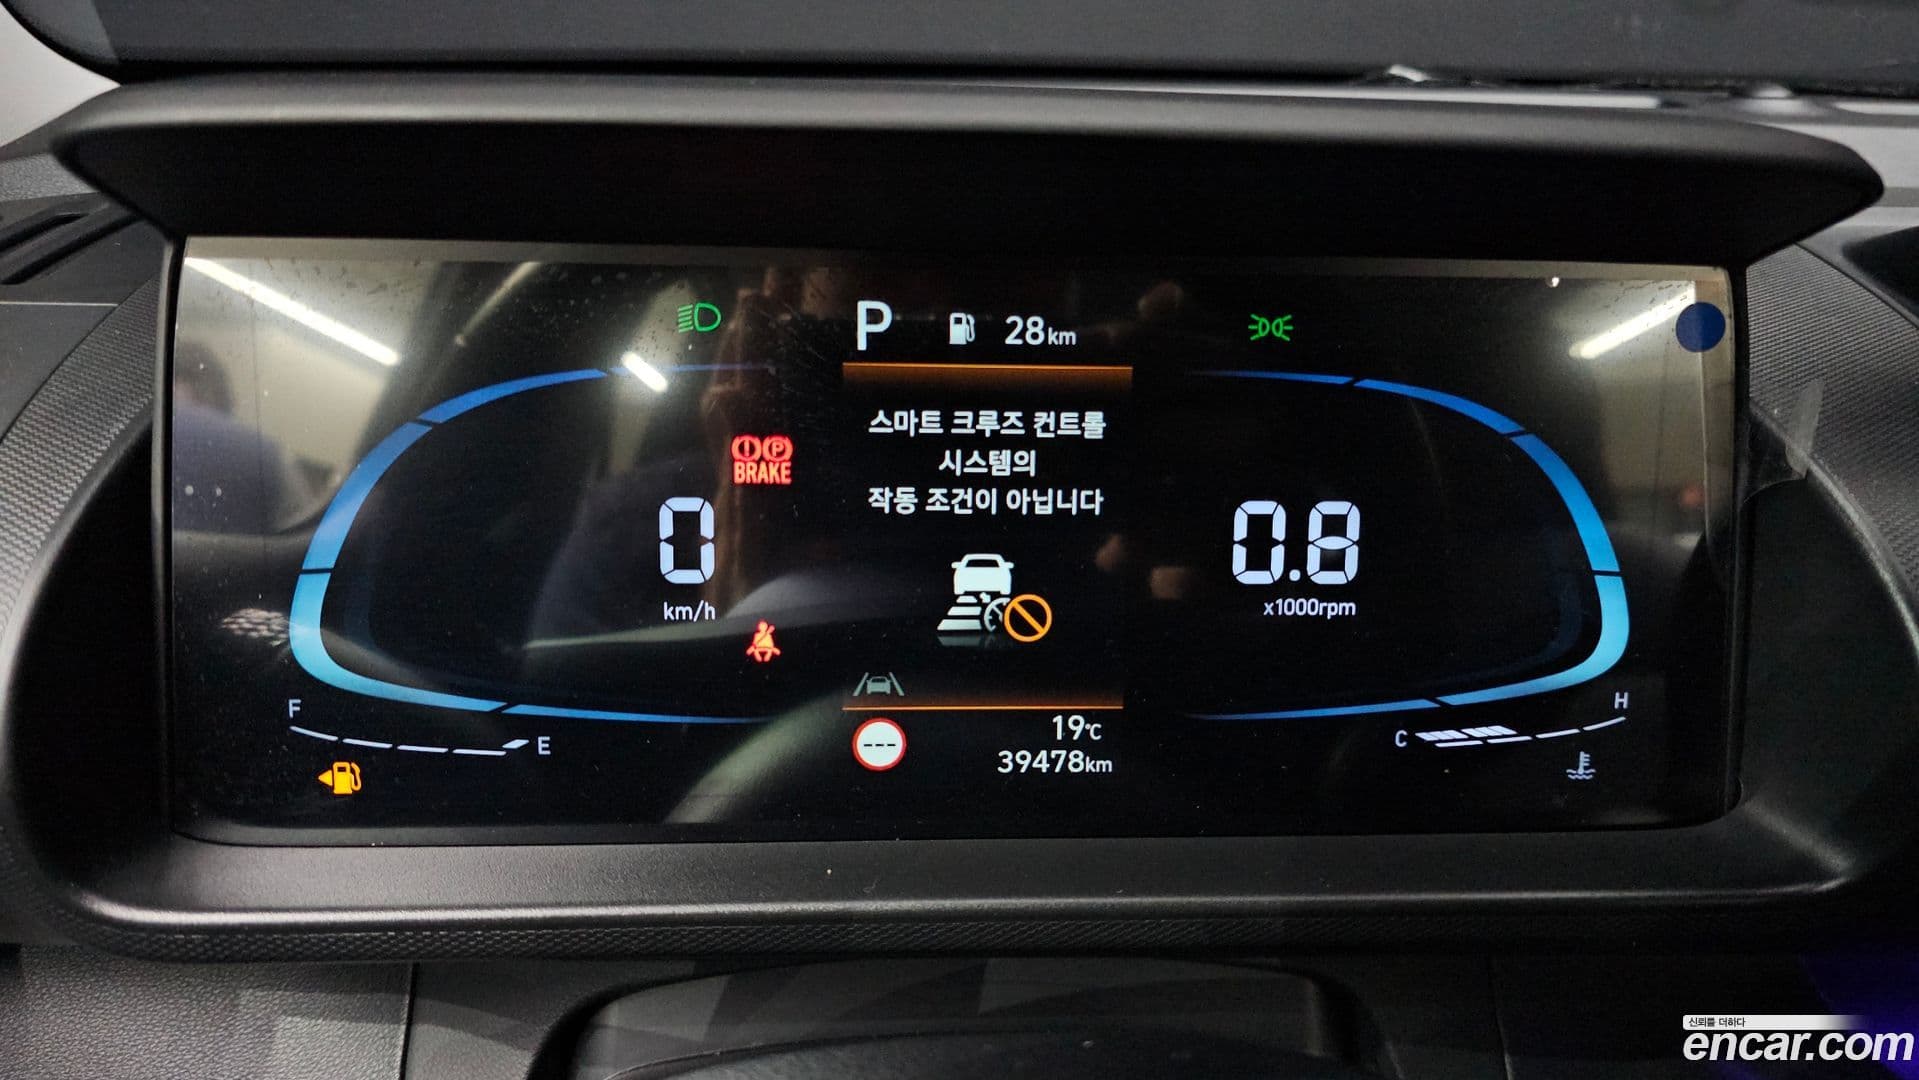 P 28km
스마트 크루즈 컨트롤
시스템의
작동 조건이 아닙니다
P
BRAKE
0
km/h
0.8
x1000rpm
F
E
C
H
---
19℃
39478km
신뢰를 더하다
encar.com